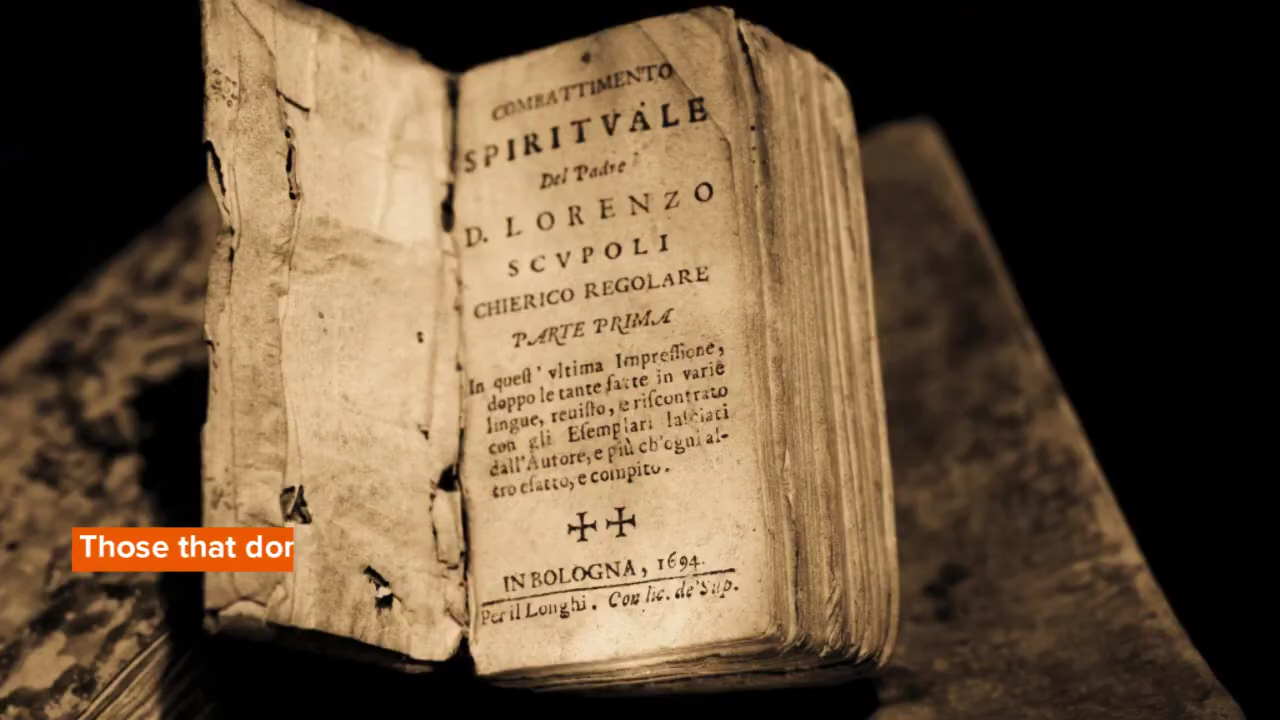 COMBATTIMENTO
SPIRITVALE
Del Padre
D. LORENZO
SCVPOLI
CHIERICO REGOLARE
PARTE PRIMA
In quest' vltima Impreſſione,
doppo le tante fatte in varie
lingue, reuiſto, e riſcontrato
con gli Eſemplari laſciati
dall'Autore, e più ch'ogni al-
tro eſatto, e compito.
IN BOLOGNA, 1694.
Per il Longhi. Con lic. de' Sup.
Those that don